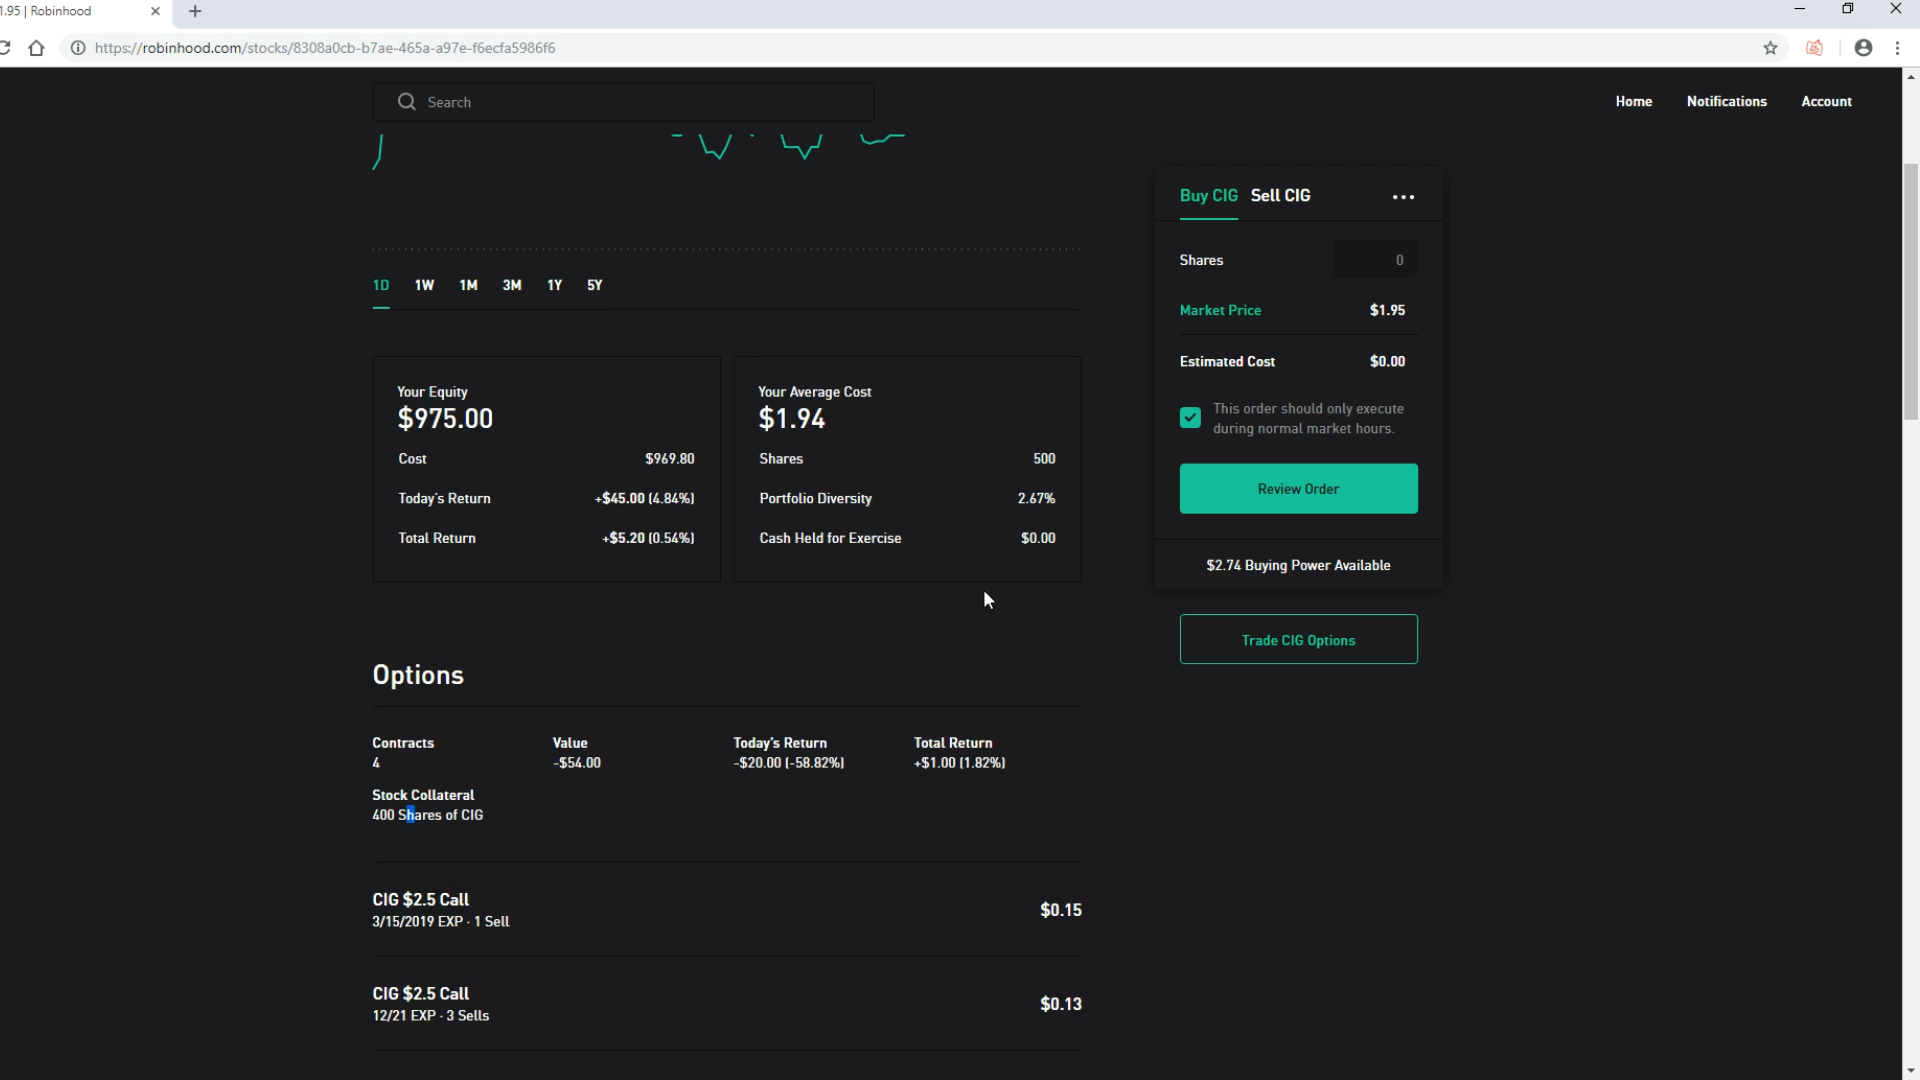 1.95 | Robinhood
https://robinhood.com/stocks/8308a0cb-b7ae-465a-a97e-f6ecfa5986f6
Search
Home Notifications Account
Buy CIG Sell CIG
Shares 0
Market Price $1.95
Estimated Cost $0.00
This order should only execute
during normal market hours.
Review Order
$2.74 Buying Power Available
Trade CIG Options
1D 1W 1M 3M 1Y 5Y
Your Equity
$975.00
Cost $969.80
Today's Return +$45.00 (4.84%)
Total Return +$5.20 (0.54%)
Your Average Cost
$1.94
Shares 500
Portfolio Diversity 2.67%
Cash Held for Exercise $0.00
Options
Contracts Value Today's Return Total Return
4 -$54.00 -$20.00 (-58.82%) +$1.00 (1.82%)
Stock Collateral
400 Shares of CIG
CIG $2.5 Call
3/15/2019 EXP · 1 Sell
$0.15
CIG $2.5 Call
12/21 EXP · 3 Sells
$0.13